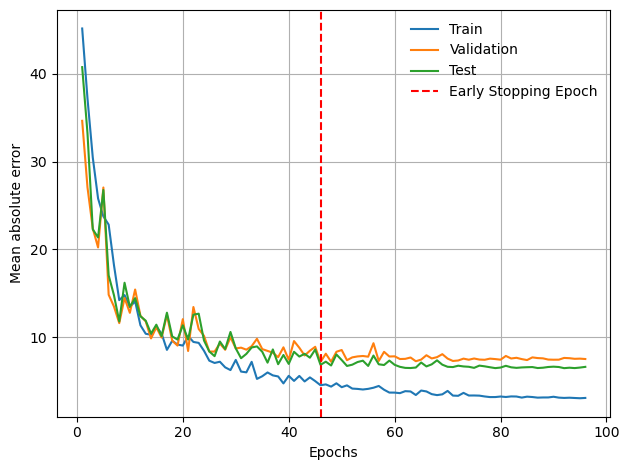 Train
Validation
Test
Early Stopping Epoch
Mean absolute error
40
30
20
10
0 20 40 60 80 100
Epochs